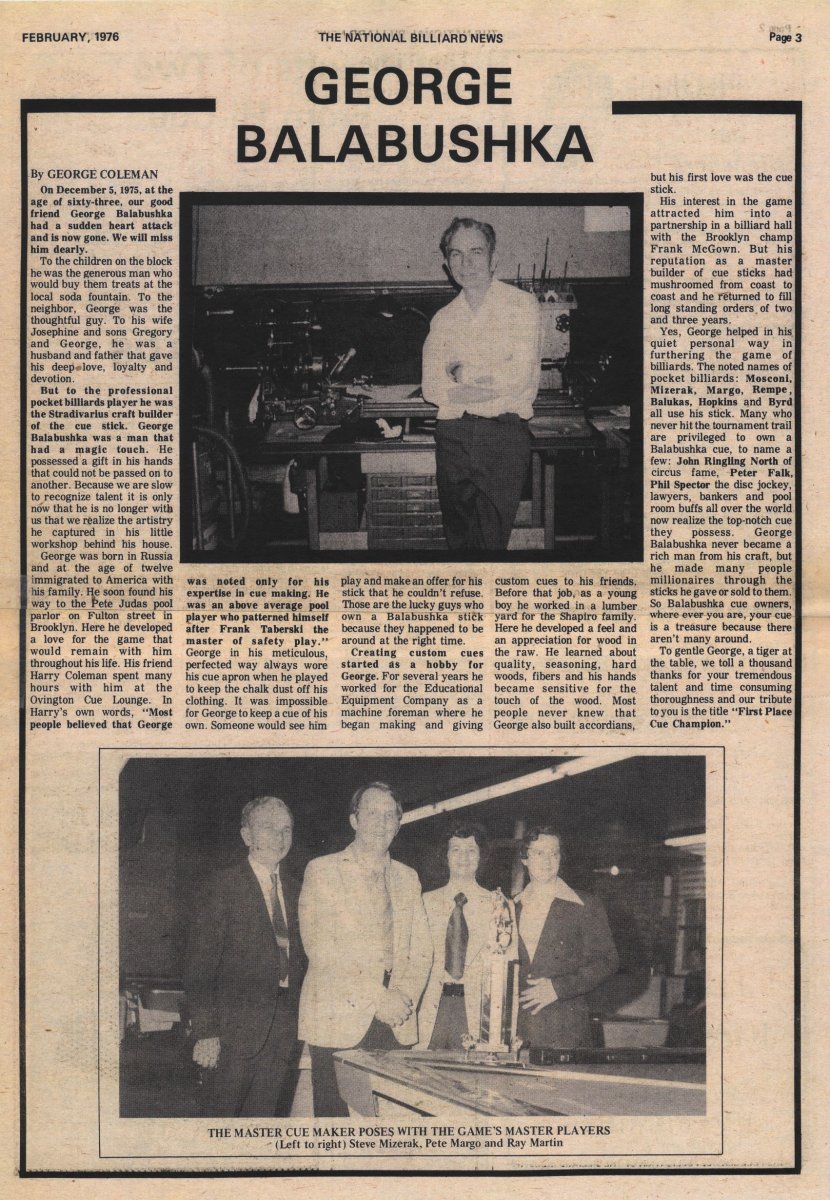 FEBRUARY, 1976
THE NATIONAL BILLIARD NEWS
Page 3
GEORGE
BALABUSHKA
By GEORGE COLEMAN
On December 5, 1975, at the
age of sixty-three, our good
friend George Balabushka
had a sudden heart attack
and is now gone. We will miss
him dearly.
To the children on the block
he was the generous man who
would buy them treats at the
local soda fountain. To the
neighbor, George was the
thoughtful guy. To his wife
Josephine and sons Gregory
and George, he was a
husband and father that gave
his deep love, loyalty and
devotion.
But to the professional
pocket billiards player he was
the Stradivarius craft builder
of the cue stick. George
Balabushka was a man that
had a magic touch. He
possessed a gift in his hands
that could not be passed on to
another. Because we are slow
to recognize talent it is only
now that he is no longer with
us that we realize the artistry
he captured in his little
workshop behind his house.
George was born in Russia
and at the age of twelve
immigrated to America with
his family. He soon found his
way to the Pete Judas pool
parlor on Fulton street in
Brooklyn. Here he developed
a love for the game that
would remain with him
throughout his life. His friend
Harry Coleman spent many
hours with him at the
Ovington Cue Lounge. In
Harry's own words, "Most
people believed that George
was noted only for his
expertise in cue making. He
was an above average pool
player who patterned himself
after Frank Taberski the
master of safety play."
George in his meticulous,
perfected way always wore
his cue apron when he played
to keep the chalk dust off his
clothing. It was impossible
for George to keep a cue of his
own. Someone would see him
play and make an offer for his
stick that he couldn't refuse.
Those are the lucky guys who
own a Balabushka stick
because they happened to be
around at the right time.
Creating custom cues
started as a hobby for
George. For several years he
worked for the Educational
Equipment Company as a
machine foreman where he
began making and giving
custom cues to his friends.
Before that job, as a young
boy he worked in a lumber
yard for the Shapiro family.
Here he developed a feel and
an appreciation for wood in
the raw. He learned about
quality, seasoning, hard
woods, fibers and his hands
became sensitive for the
touch of the wood. Most
people never knew that
George also built accordians,
but his first love was the cue
stick.
His interest in the game
attracted him into a
partnership in a billiard hall
with the Brooklyn champ
Frank McGown. But his
reputation as a master
builder of cue sticks had
mushroomed from coast to
coast and he returned to fill
long standing orders of two
and three years.
Yes, George helped in his
quiet personal way in
furthering the game of
billiards. The noted names of
pocket billiards: Mosconi,
Mizerak, Margo, Rempe,
Balukas, Hopkins and Byrd
all use his stick. Many who
never hit the tournament trail
are privileged to own a
Balabushka cue, to name a
few: John Ringling North of
circus fame, Peter Falk,
Phil Spector the disc jockey,
lawyers, bankers and pool
room buffs all over the world
now realize the top-notch cue
they possess. George
Balabushka never became a
rich man from his craft, but
he made many people
millionaires through the
sticks he gave or sold to them.
So Balabushka cue owners,
where ever you are, your cue
is a treasure because there
aren't many around.
To gentle George, a tiger at
the table, we toll a thousand
thanks for your tremendous
talent and time consuming
thoroughness and our tribute
to you is the title "First Place
Cue Champion."
THE MASTER CUE MAKER POSES WITH THE GAME'S MASTER PLAYERS
(Left to right) Steve Mizerak, Pete Margo and Ray Martin